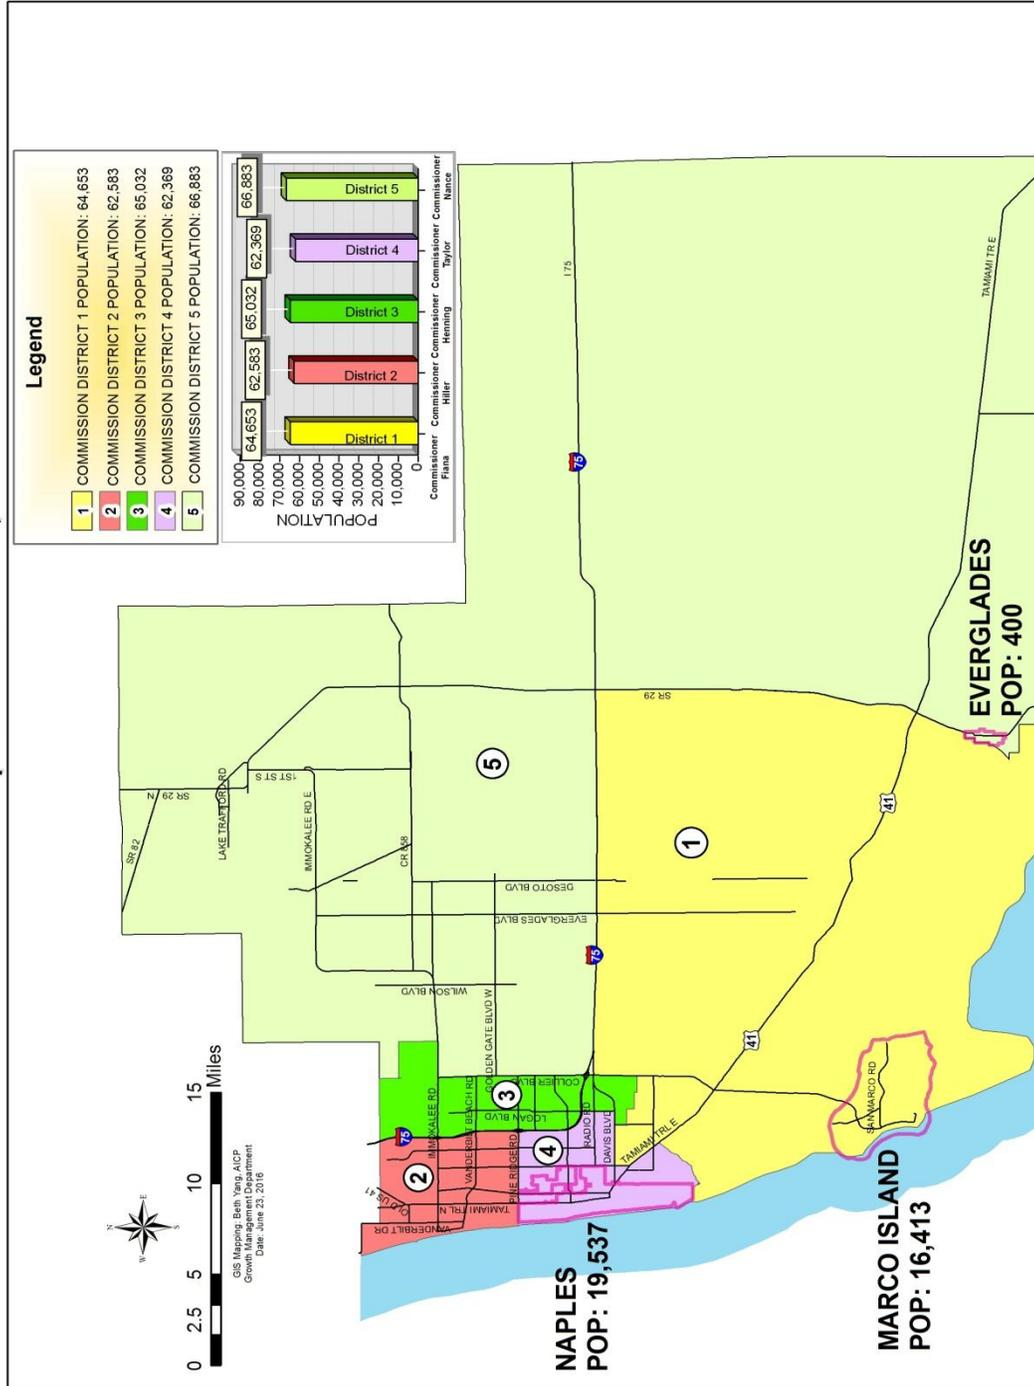 Legend
1 COMMISSION DISTRICT 1 POPULATION: 64,653
2 COMMISSION DISTRICT 2 POPULATION: 62,583
3 COMMISSION DISTRICT 3 POPULATION: 65,032
4 COMMISSION DISTRICT 4 POPULATION: 62,369
5 COMMISSION DISTRICT 5 POPULATION: 66,883
POPULATION
90,000
80,000
70,000
60,000
50,000
40,000
30,000
20,000
10,000
0
64,653
62,583
65,032
62,369
66,883
District 1
District 2
District 3
District 4
District 5
Commissioner Fiana
Commissioner Hiller
Commissioner Henning
Commissioner Taylor
Commissioner Nance
N
E
S
W
GIS Mapping: Beth Yang, AICP
Growth Management Department
Date: June 23, 2016
0 2.5 5 10 15
Miles
SR 82
SR 29 N
LAKE TRAFFORD RD
1ST ST S
IMMOKALEE RD E
CR 858
DESOTO BLVD
EVERGLADES BLVD
WILSON BLVD
GOLDEN GATE BLVD W
IMMOKALEE RD
VANDERBILT BEACH RD
COLLIER BLVD
LOGAN BLVD
PINE RIDGE RD
RADIO RD
DAVIS BLVD
OLD US 41
TAMIAMI TRL N
VANDERBILT DR
TAMIAMI TRL E
SAN MARCO RD
SR 29
I 75
TAMIAMI TR E
75
75
75
41
41
1
2
3
4
5
NAPLES
POP: 19,537
MARCO ISLAND
POP: 16,413
EVERGLADES
POP: 400